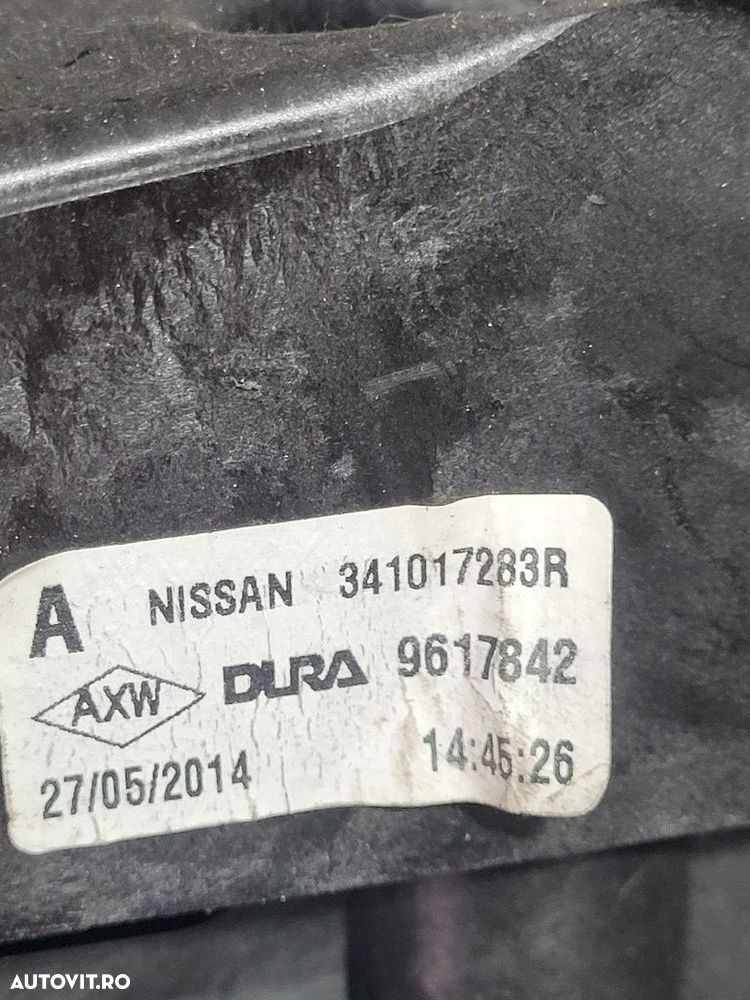 A NISSAN 341017283R
AXW DURA 9617842
27/05/2014 14:45:26
AUTOVIT.RO